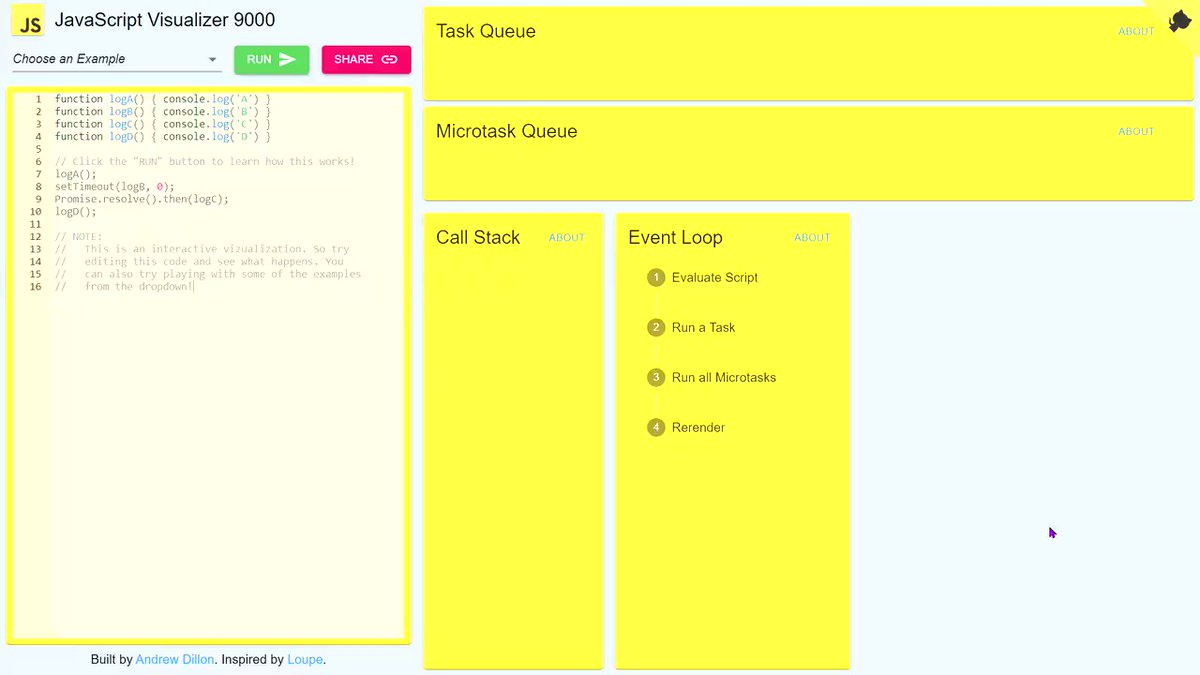 JS JavaScript Visualizer 9000
Choose an Example RUN SHARE
1 function logA() { console.log('A') }
2 function logB() { console.log('B') }
3 function logC() { console.log('C') }
4 function logD() { console.log('D') }
5
6 // Click the "RUN" button to learn how this works!
7 logA();
8 setTimeout(logB, 0);
9 Promise.resolve().then(logC);
10 logD();
11
12 // NOTE:
13 //   This is an interactive vizualization. So try
14 //   editing this code and see what happens. You
15 //   can also try playing with some of the examples
16 //   from the dropdown!
Built by Andrew Dillon. Inspired by Loupe.
Task Queue ABOUT
Microtask Queue ABOUT
Call Stack ABOUT
Event Loop ABOUT
1 Evaluate Script
2 Run a Task
3 Run all Microtasks
4 Rerender